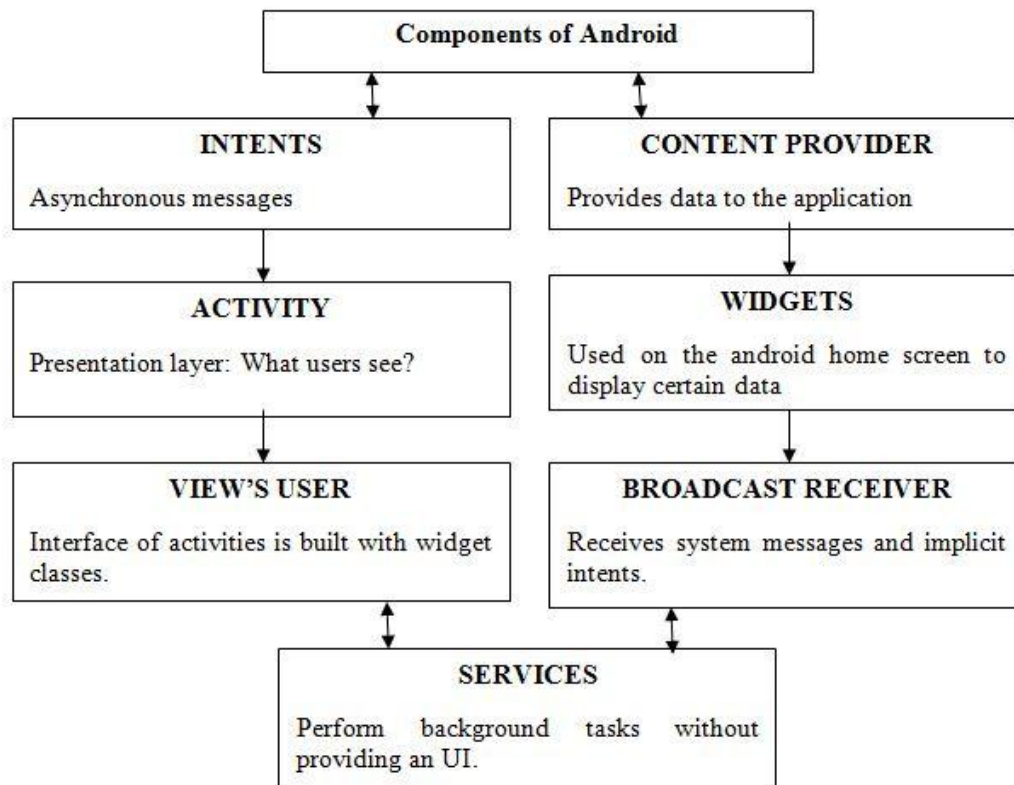 Components of Android
INTENTS
Asynchronous messages
CONTENT PROVIDER
Provides data to the application
ACTIVITY
Presentation layer: What users see?
WIDGETS
Used on the android home screen to
display certain data
VIEW'S USER
Interface of activities is built with widget
classes.
BROADCAST RECEIVER
Receives system messages and implicit
intents.
SERVICES
Perform background tasks without
providing an UI.